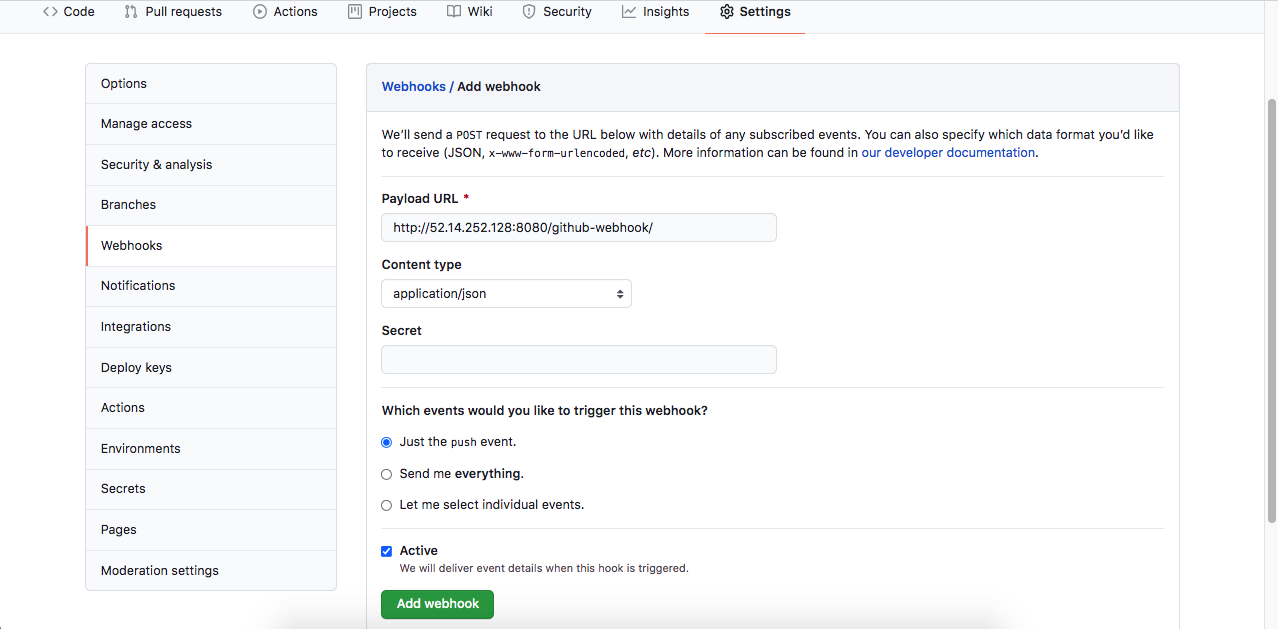 Code Pull requests Actions Projects Wiki Security Insights Settings
Options
Manage access
Security & analysis
Branches
Webhooks
Notifications
Integrations
Deploy keys
Actions
Environments
Secrets
Pages
Moderation settings
Webhooks / Add webhook
We’ll send a POST request to the URL below with details of any subscribed events. You can also specify which data format you’d like
to receive (JSON, x-www-form-urlencoded, etc). More information can be found in our developer documentation.
Payload URL *
http://52.14.252.128:8080/github-webhook/
Content type
application/json
Secret
Which events would you like to trigger this webhook?
Just the push event.
Send me everything.
Let me select individual events.
Active
We will deliver event details when this hook is triggered.
Add webhook